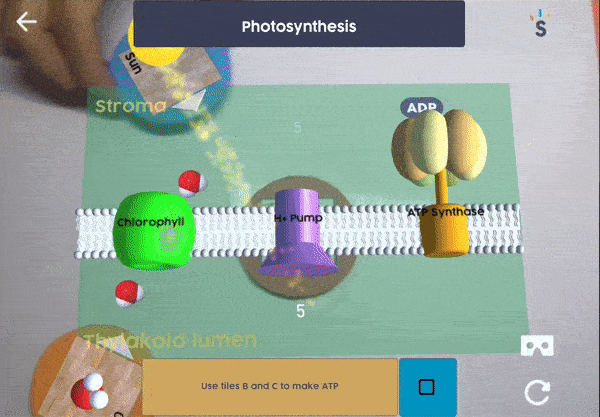 Photosynthesis
S
Sun
Stroma
5
ADP
Chlorophyll
H+ Pump
ATP Synthase
5
Thylakoid lumen
Use tiles B and C to make ATP